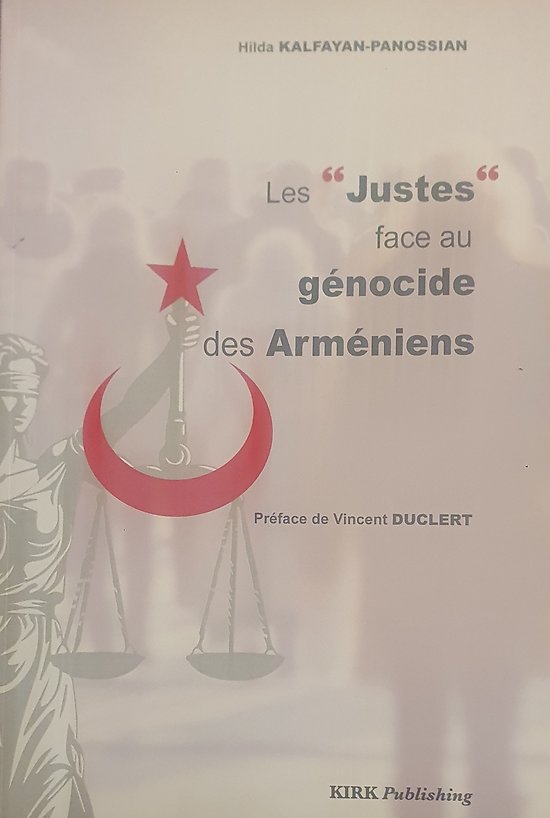 Hilda KALFAYAN-PANOSSIAN
Les “Justes“
face au
génocide
des Arméniens
Préface de Vincent DUCLERT
KIRK Publishing